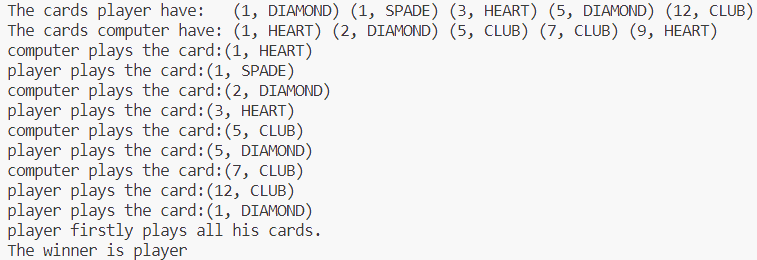 The cards player have:   (1, DIAMOND) (1, SPADE) (3, HEART) (5, DIAMOND) (12, CLUB)
The cards computer have: (1, HEART) (2, DIAMOND) (5, CLUB) (7, CLUB) (9, HEART)
computer plays the card:(1, HEART)
player plays the card:(1, SPADE)
computer plays the card:(2, DIAMOND)
player plays the card:(3, HEART)
computer plays the card:(5, CLUB)
player plays the card:(5, DIAMOND)
computer plays the card:(7, CLUB)
player plays the card:(12, CLUB)
player plays the card:(1, DIAMOND)
player firstly plays all his cards.
The winner is player